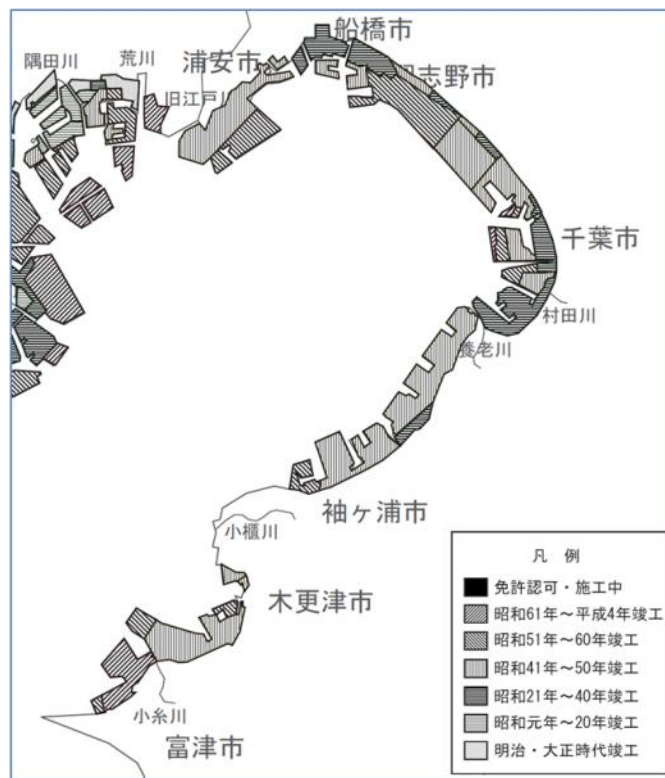 船橋市
隅田川
荒川
浦安市
志野市
旧江戸
千葉市
村田川
養老川
袖ヶ浦市
小櫃川
木更津市
小糸川
富津市
凡 例
免許認可・施工中
昭和61年～平成4年竣工
昭和51年～60年竣工
昭和41年～50年竣工
昭和21年～40年竣工
昭和元年～20年竣工
明治・大正時代竣工